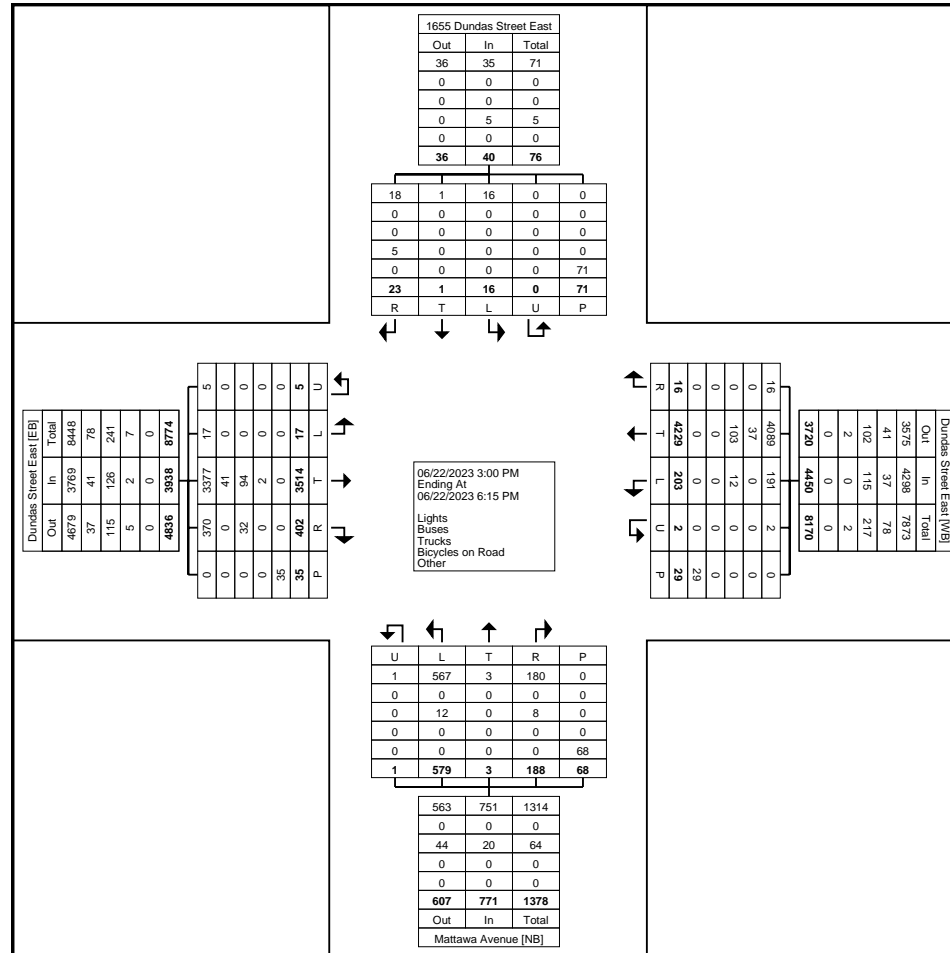 1655 Dundas Street East
Out In Total
36 35 71
0 0 0
0 0 0
0 5 5
0 0 0
36 40 76
18 1 16 0 0
0 0 0 0 0
0 0 0 0 0
5 0 0 0 0
0 0 0 0 71
23 1 16 0 71
R T L U P
Dundas Street East [EB]
Out In Total
4679 3769 8448
37 41 78
115 126 241
5 2 7
0 0 0
4836 3938 8774
0 370 3377 17 5
0 0 41 0 0
0 32 94 0 0
0 0 2 0 0
35 0 0 0 0
35 402 3514 17 5
P R T L U
06/22/2023 3:00 PM
Ending At
06/22/2023 6:15 PM
Lights
Buses
Trucks
Bicycles on Road
Other
Dundas Street East [WB]
Out In Total
3575 4298 7873
41 37 78
102 115 217
2 0 2
0 0 0
3720 4450 8170
16 4089 191 2 0
0 37 0 0 0
0 103 12 0 0
0 0 0 0 0
0 0 0 0 29
16 4229 203 2 29
R T L U P
U L T R P
1 567 3 180 0
0 0 0 0 0
0 12 0 8 0
0 0 0 0 0
0 0 0 0 68
1 579 3 188 68
563 751 1314
0 0 0
44 20 64
0 0 0
0 0 0
607 771 1378
Out In Total
Mattawa Avenue [NB]